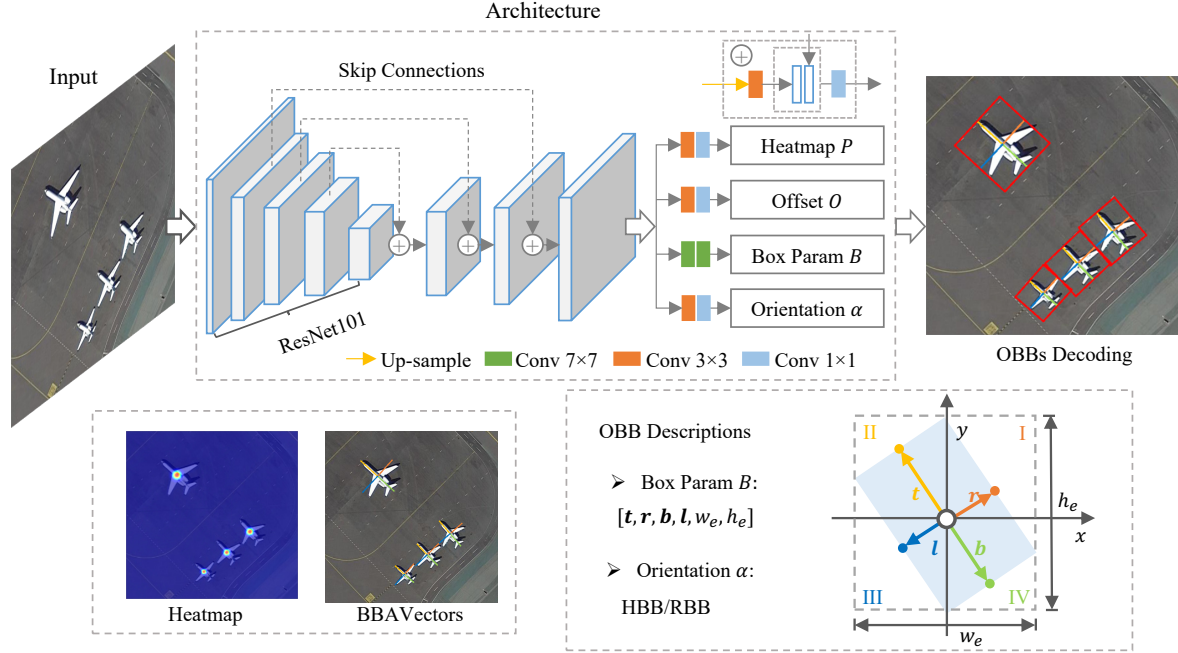 Architecture
Input
Skip Connections
ResNet101
Heatmap P
Offset O
Box Param B
Orientation α
Up-sample
Conv 7×7
Conv 3×3
Conv 1×1
OBBs Decoding
Heatmap
BBAVectors
OBB Descriptions
➢ Box Param B:
[t, r, b, l, w_e, h_e]
➢ Orientation α:
HBB/RBB
II
y
I
t
r
h_e
x
l
b
III
IV
w_e